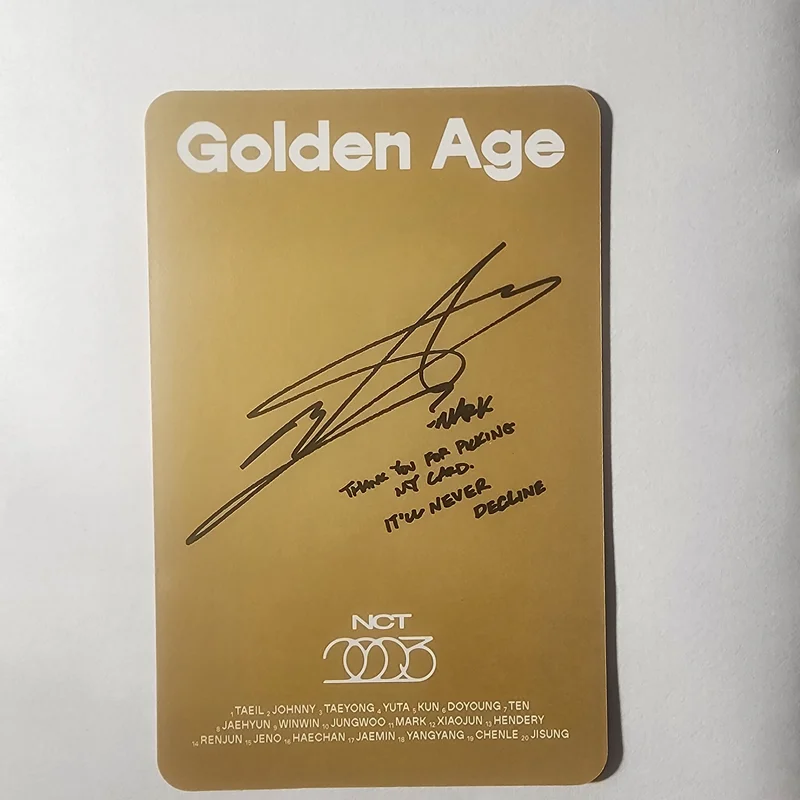 Golden Age
-MARK
THANK YOU FOR PICKING
MY CARD.
IT'LL NEVER
DECLINE
NCT
2023
1 TAEIL 2 JOHNNY 3 TAEYONG 4 YUTA 5 KUN 6 DOYOUNG 7 TEN
8 JAEHYUN 9 WINWIN 10 JUNGWOO 11 MARK 12 XIAOJUN 13 HENDERY
14 RENJUN 15 JENO 16 HAECHAN 17 JAEMIN 18 YANGYANG 19 CHENLE 20 JISUNG